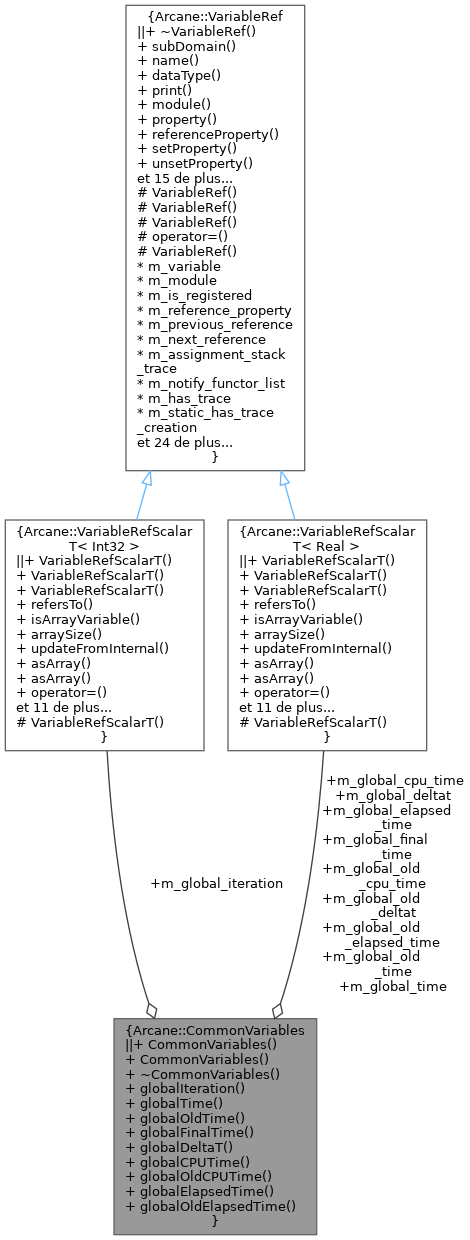 {Arcane::VariableRef
||+ ~VariableRef()
+ subDomain()
+ name()
+ dataType()
+ print()
+ module()
+ property()
+ referenceProperty()
+ setProperty()
+ unsetProperty()
et 15 de plus...
# VariableRef()
# VariableRef()
# VariableRef()
# operator=()
# VariableRef()
* m_variable
* m_module
* m_is_registered
* m_reference_property
* m_previous_reference
* m_next_reference
* m_assignment_stack
_trace
* m_notify_functor_list
* m_has_trace
* m_static_has_trace
_creation
et 24 de plus...
}
{Arcane::VariableRefScalar
T< Int32 >
||+ VariableRefScalarT()
+ VariableRefScalarT()
+ VariableRefScalarT()
+ refersTo()
+ isArrayVariable()
+ arraySize()
+ updateFromInternal()
+ asArray()
+ asArray()
+ operator=()
et 11 de plus...
# VariableRefScalarT()
}
{Arcane::VariableRefScalar
T< Real >
||+ VariableRefScalarT()
+ VariableRefScalarT()
+ VariableRefScalarT()
+ refersTo()
+ isArrayVariable()
+ arraySize()
+ updateFromInternal()
+ asArray()
+ asArray()
+ operator=()
et 11 de plus...
# VariableRefScalarT()
}
+m_global_iteration
+m_global_cpu_time
+m_global_deltat
+m_global_elapsed
_time
+m_global_final
_time
+m_global_old
_cpu_time
+m_global_old
_deltat
+m_global_old
_elapsed_time
+m_global_old
_time
+m_global_time
{Arcane::CommonVariables
||+ CommonVariables()
+ CommonVariables()
+ ~CommonVariables()
+ globalIteration()
+ globalTime()
+ globalOldTime()
+ globalFinalTime()
+ globalDeltaT()
+ globalCPUTime()
+ globalOldCPUTime()
+ globalElapsedTime()
+ globalOldElapsedTime()
}